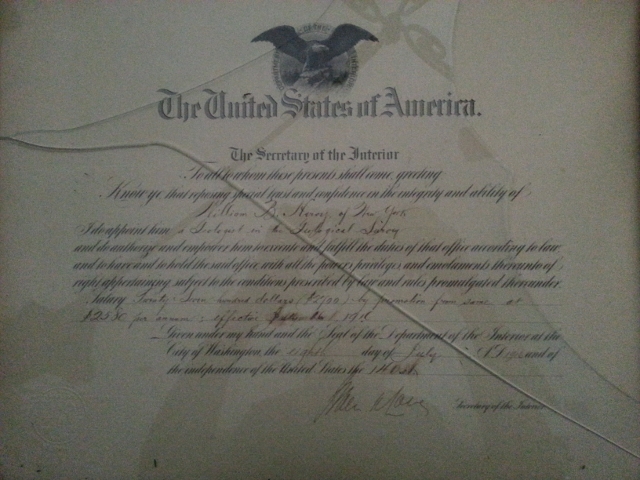 The United States of America.
The Secretary of the Interior
To all to whom these presents shall come, greeting
Know ye, that reposing special trust and confidence in the integrity and ability of
William B. of New York
I do appoint him a Geologist in the Geological Survey
and do authorize and empower him to execute and fulfill the duties of that office according to law
and to have and to hold the said office with all the powers, privileges, and emoluments thereunto of
right appertaining, subject to the conditions prescribed by law and rules promulgated thereunder.
Salary Twenty-Seven hundred dollars by promotion from same at
per annum; effective
Given under my hand and the Seal of the Department of the Interior at the
City of Washington, the eighth day of July A.D. and of
the independence of the United States the
Secretary of the Interior